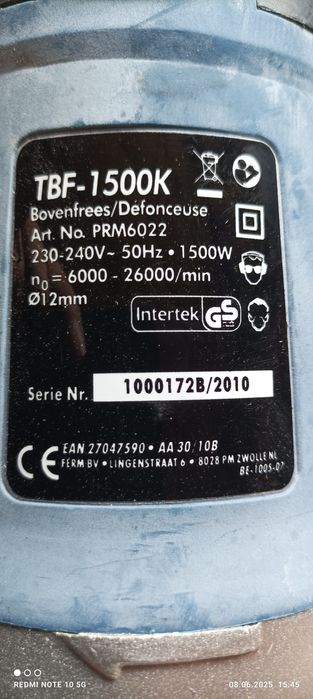 TBF-1500K
Bovenfrees/Défonceuse
Art. No. PRM6022
230-240V~ 50Hz • 1500W
n0 = 6000 - 26000/min
Ø12mm
Intertek GS
Serie Nr. 1000172B/2010
CE EAN 27047590 • AA 30/10B
FERM BV • LINGENSTRAAT 6 • 8028 PM ZWOLLE NL
BE-1005-07
REDMI NOTE 10 5G
08.06.2025 15:45